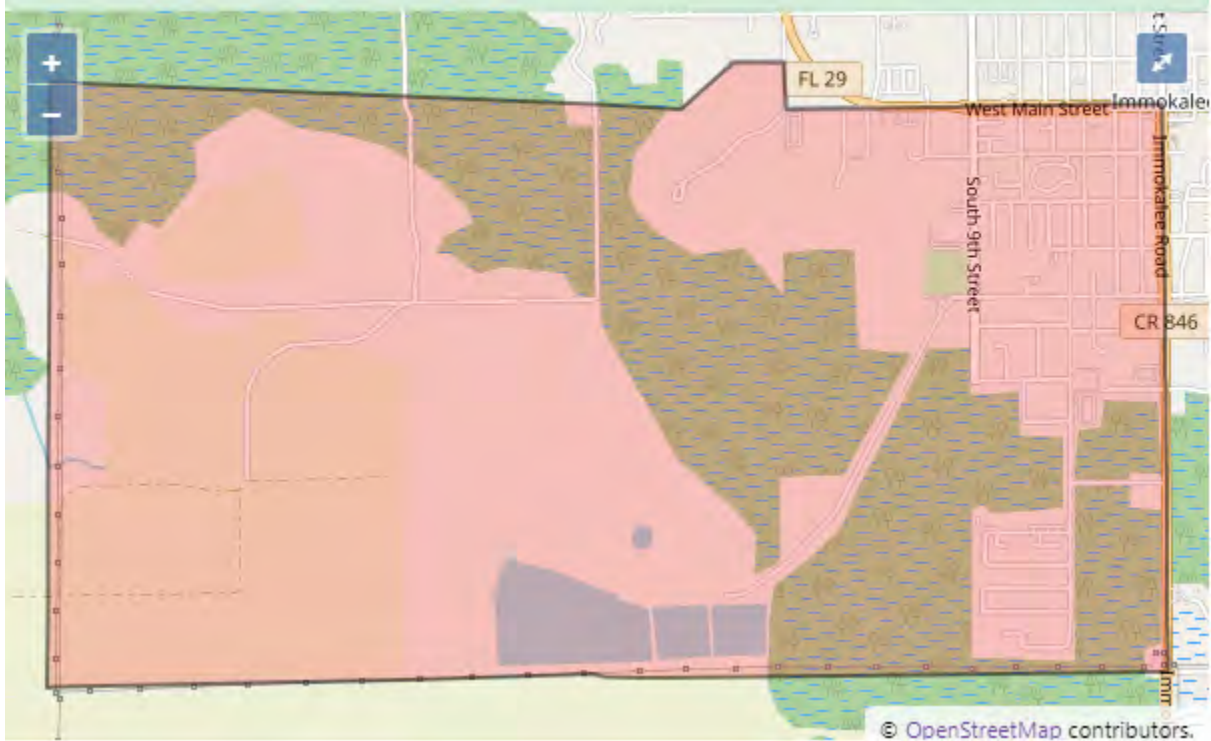 +
−
FL 29
West Main Street
Immokalee
Immokalee Road
South 9th Street
CR 846
Imm
© OpenStreetMap contributors.